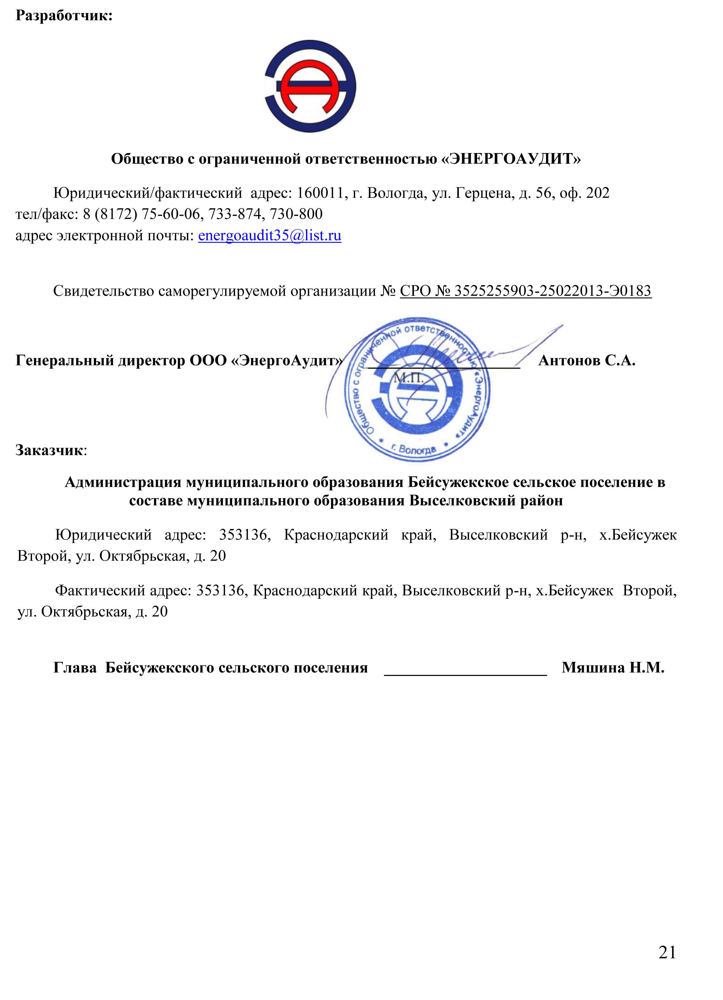 Разработчик:
Общество с ограниченной ответственностью «ЭНЕРГОАУДИТ»
Юридический/фактический адрес: 160011, г. Вологда, ул. Герцена, д. 56, оф. 202
тел/факс: 8 (8172) 75-60-06, 733-874, 730-800
адрес электронной почты: energoaudit35@list.ru
Свидетельство саморегулируемой организации № СРО № 3525255903-25022013-Э0183
Генеральный директор ООО «ЭнергоАудит» Антонов С.А.
М.П.
Общество с ограниченной ответственностью «ЭнергоАудит»
* г. Вологда *
Заказчик:
Администрация муниципального образования Бейсужекское сельское поселение в
составе муниципального образования Выселковский район
Юридический адрес: 353136, Краснодарский край, Выселковский р-н, х.Бейсужек
Второй, ул. Октябрьская, д. 20
Фактический адрес: 353136, Краснодарский край, Выселковский р-н, х.Бейсужек Второй,
ул. Октябрьская, д. 20
Глава Бейсужекского сельского поселения Мяшина Н.М.
21